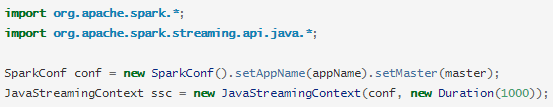 import org.apache.spark.*;
import org.apache.spark.streaming.api.java.*;
SparkConf conf = new SparkConf().setAppName(appName).setMaster(master);
JavaStreamingContext ssc = new JavaStreamingContext(conf, new Duration(1000));